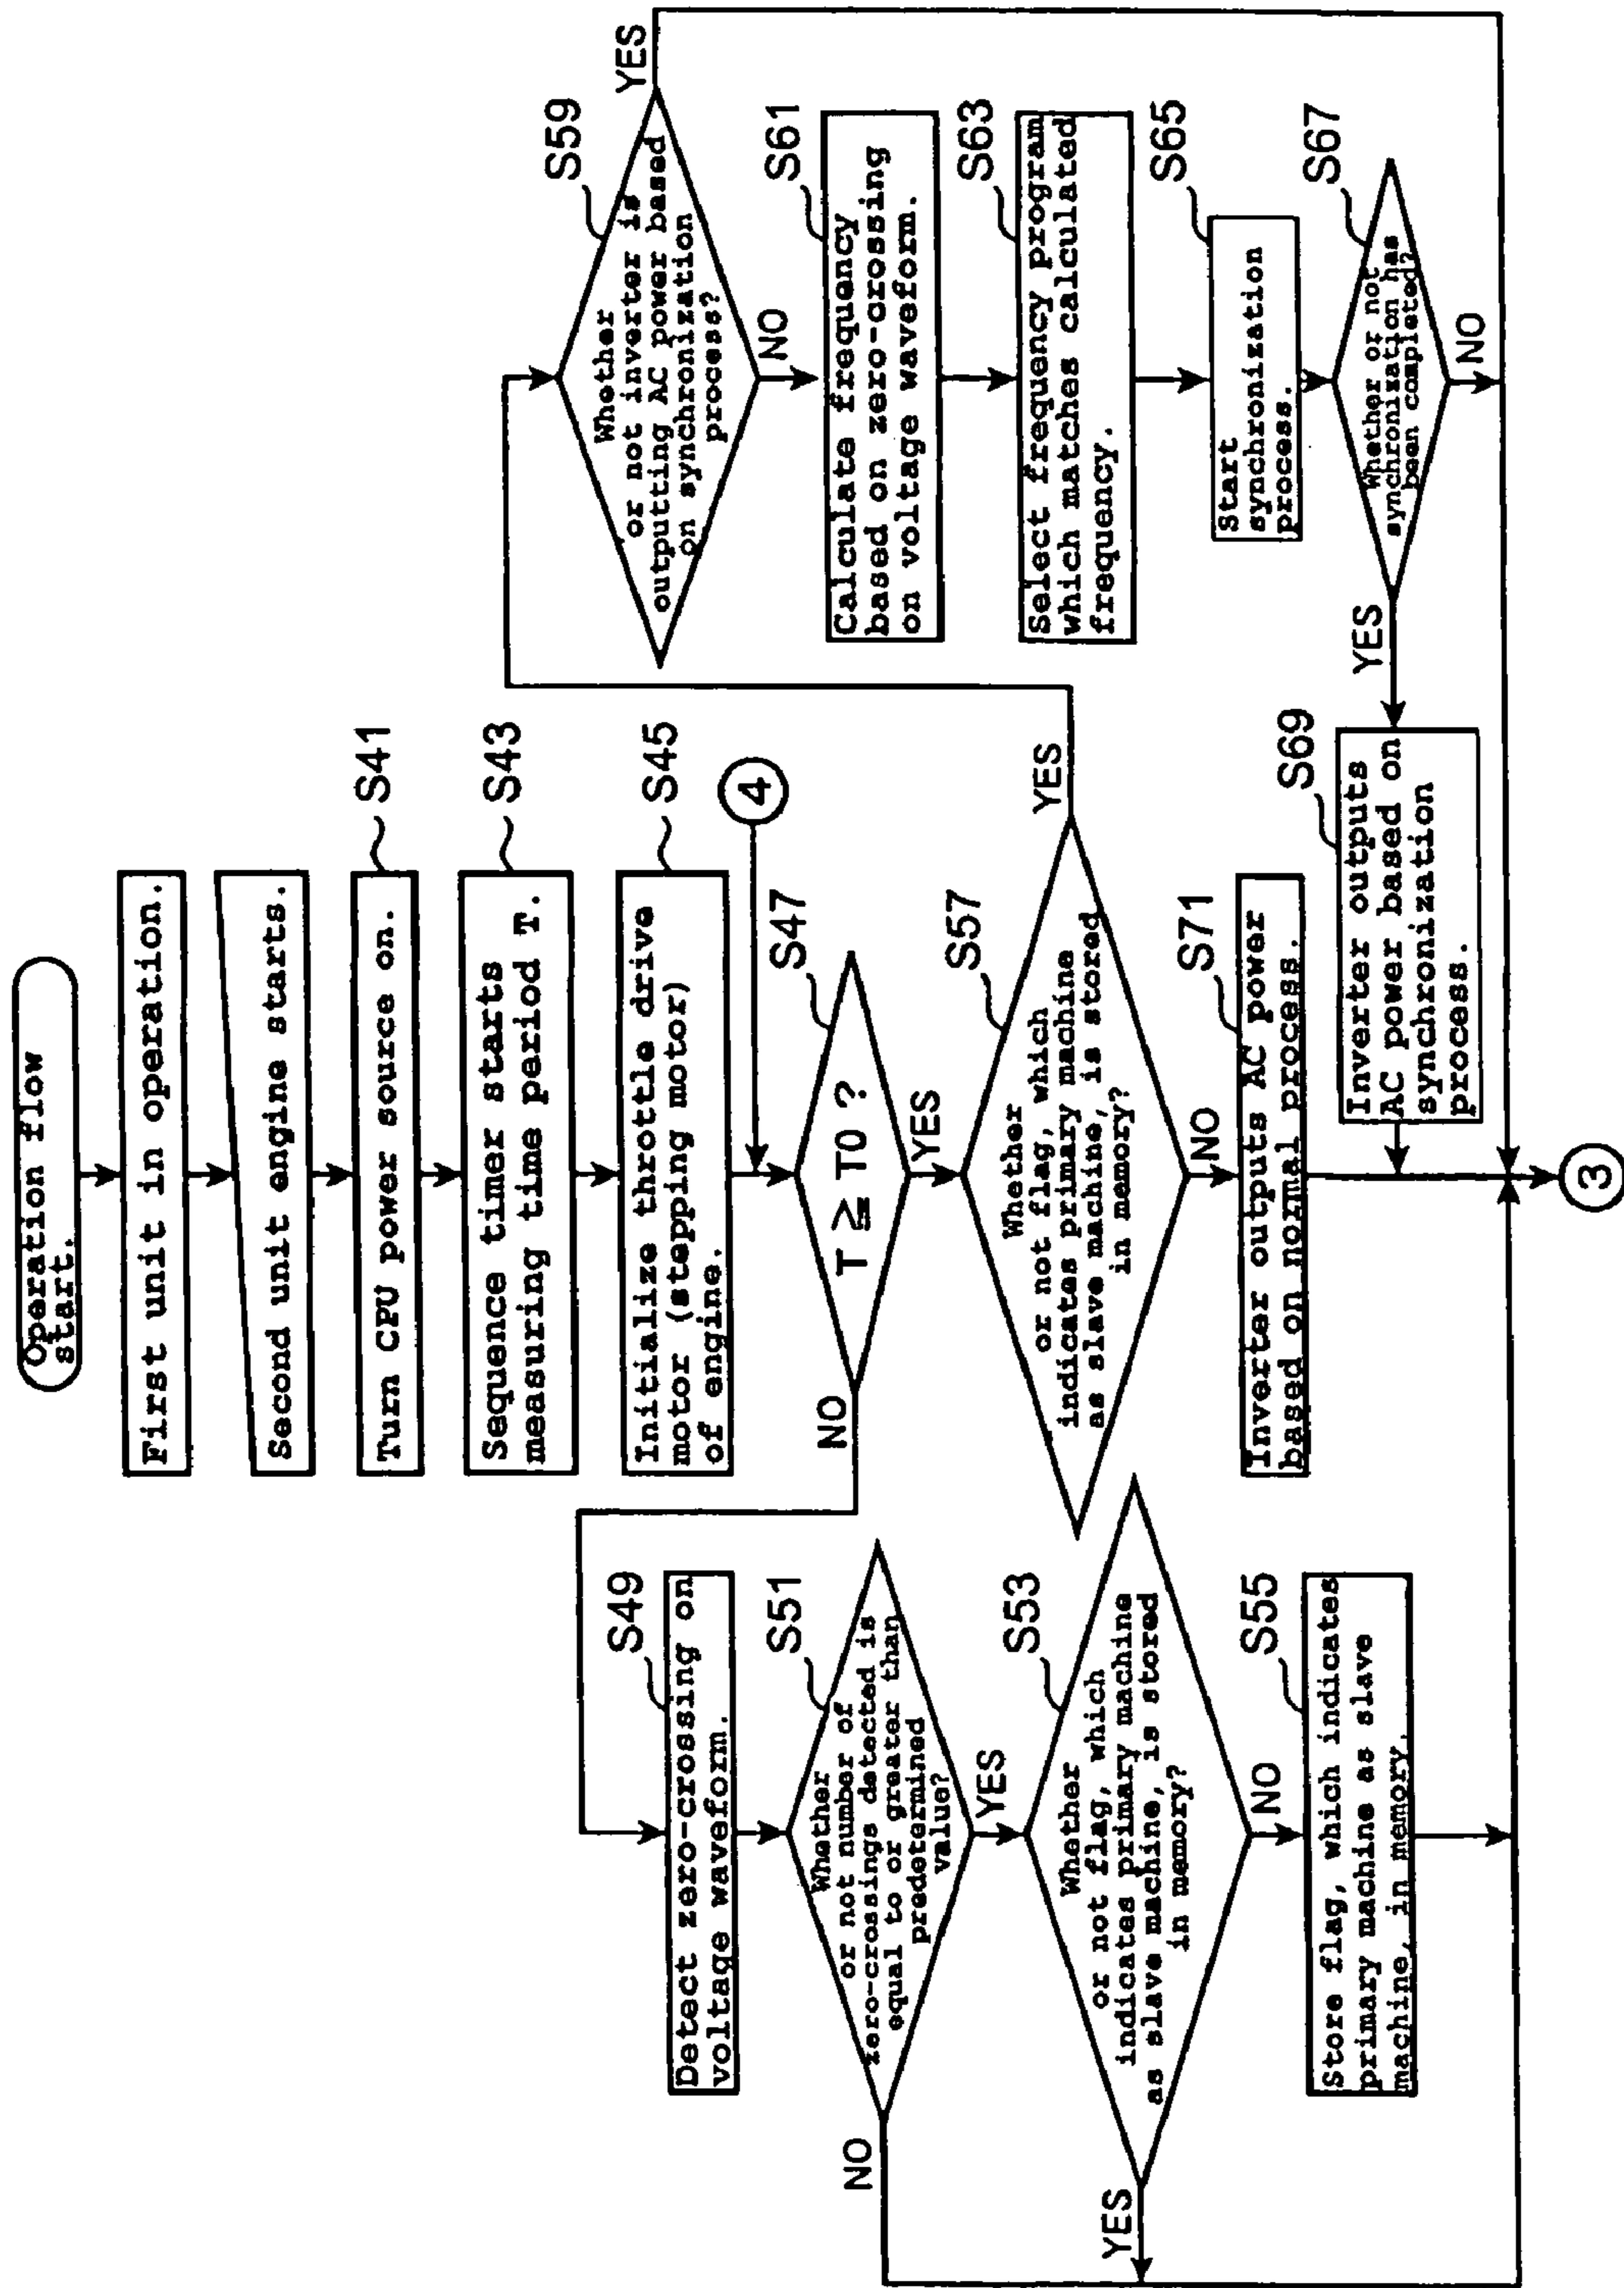 Operation flow
start.
First unit in operation.
Second unit engine starts.
Turn CPU power source on.
S41
Sequence timer starts
measuring time period T.
S43
Initialize throttle drive
motor (stepping motor)
of engine.
S45
4
T ≧ T0 ?
S47
NO
YES
Detect zero-crossing on
voltage waveform.
S49
Whether
or not number of
zero-crossings detected is
equal to or greater than
predetermined
value?
S51
NO
YES
Whether
or not flag, which
indicates primary machine
as slave machine, is stored
in memory?
S53
YES
NO
Store flag, which indicates
primary machine as slave
machine, in memory.
S55
Whether
or not flag, which
indicates primary machine
as slave machine, is stored
in memory?
S57
YES
NO
Inverter outputs AC power
based on normal process.
S71
Whether
or not inverter is
outputting AC power based
on synchronization
process?
S59
YES
NO
Calculate frequency
based on zero-crossing
on voltage waveform.
S61
Select frequency program
which matches calculated
frequency.
S63
Start
synchronization
process.
S65
Whether or not
synchronization has
been completed?
S67
YES
NO
Inverter outputs
AC power based on
synchronization
process.
S69
3